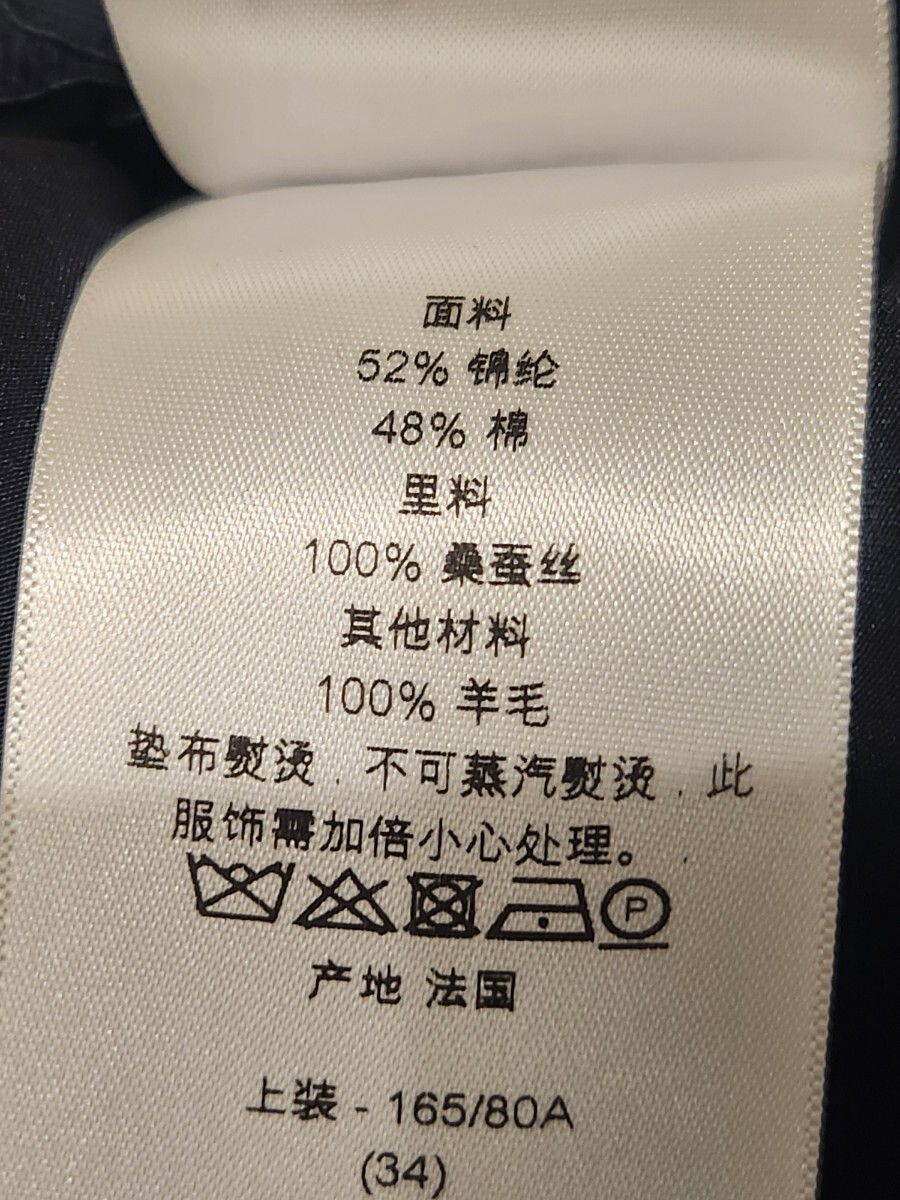 面料
52% 锦纶
48% 棉
里料
100% 桑蚕丝
其他材料
100% 羊毛
垫布熨烫．不可蒸汽熨烫．此
服饰需加倍小心处理。
P
产地 法国
上装 - 165/80A
(34)